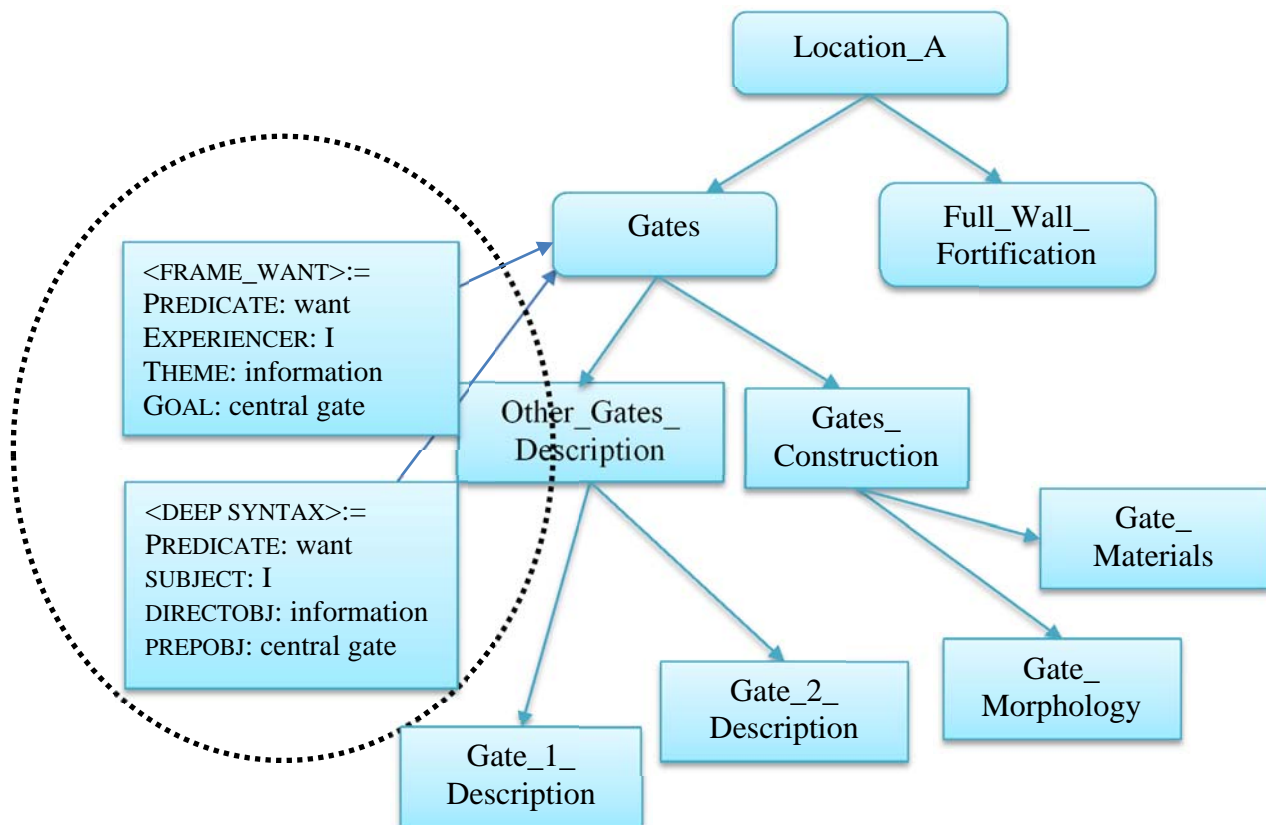 Location_A
Gates
Full_Wall_
Fortification
<FRAME_WANT>:=
PREDICATE: want
EXPERIENCER: I
THEME: information
GOAL: central gate
Other_Gates_
Description
Gates_
Construction
<DEEP SYNTAX>:=
PREDICATE: want
SUBJECT: I
DIRECTOBJ: information
PREPOBJ: central gate
Gate_
Materials
Gate_
Morphology
Gate_2_
Description
Gate_1_
Description